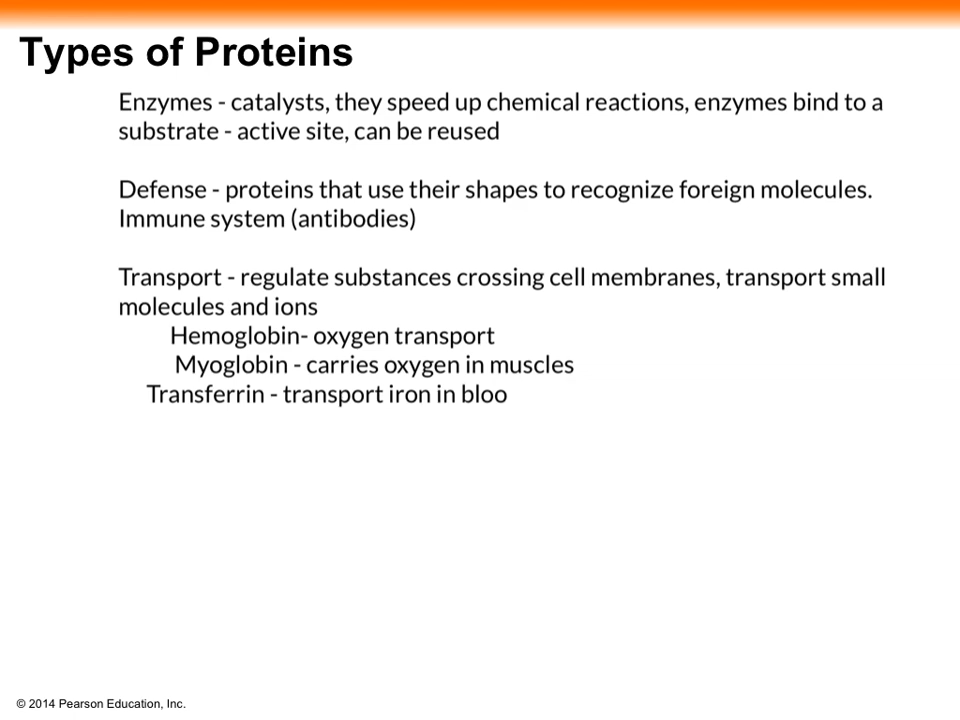 Types of Proteins
Enzymes - catalysts, they speed up chemical reactions, enzymes bind to a
substrate - active site, can be reused
Defense - proteins that use their shapes to recognize foreign molecules.
Immune system (antibodies)
Transport - regulate substances crossing cell membranes, transport small
molecules and ions
Hemoglobin- oxygen transport
Myoglobin - carries oxygen in muscles
Transferrin - transport iron in bloo
© 2014 Pearson Education, Inc.